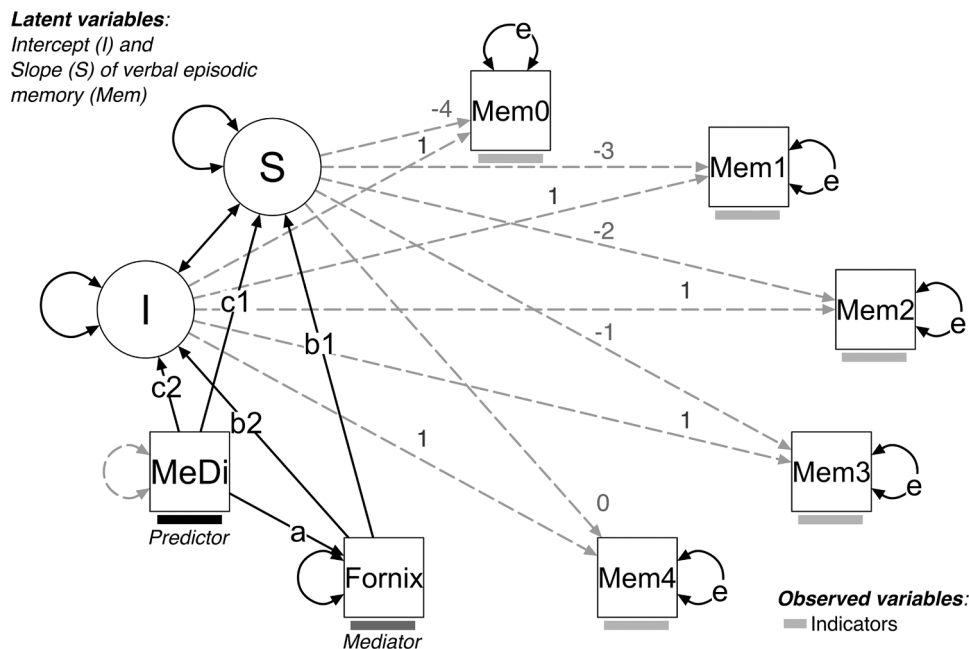 Latent variables:
Intercept (I) and
Slope (S) of verbal episodic
memory (Mem)
e
Mem0
-4
1
S
-3
Mem1
e
1
-2
I
c1
1
Mem2
e
b1
-1
c2
b2
1
1
MeDi
Mem3
e
Predictor
a
0
Fornix
Mem4
e
Mediator
Observed variables:
Indicators